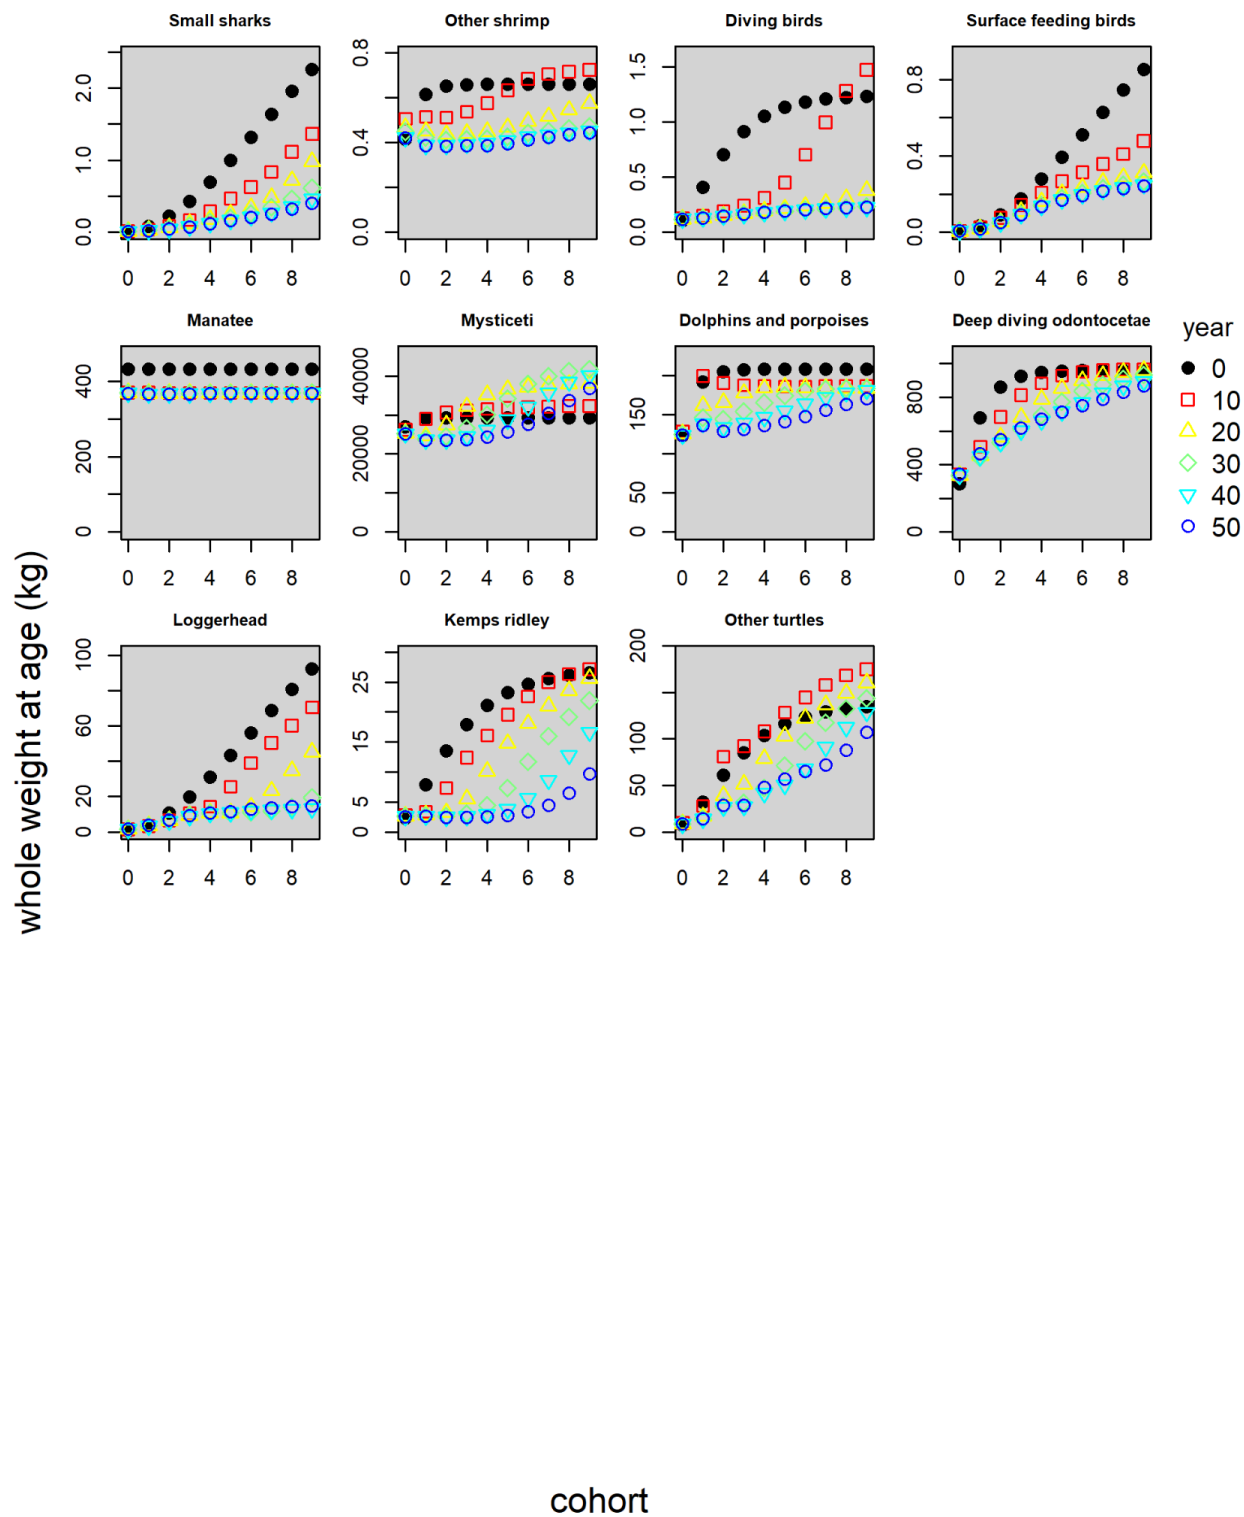 Small sharks
Other shrimp
Diving birds
Surface feeding birds
0.0 1.0 2.0
0 2 4 6 8
0.0 0.4 0.8
0 2 4 6 8
0.0 0.5 1.0 1.5
0 2 4 6 8
0.0 0.4 0.8
0 2 4 6 8
Manatee
Mysticeti
Dolphins and porpoises
Deep diving odontocetae
0 200 400
0 2 4 6 8
0 20000 40000
0 2 4 6 8
0 50 150
0 2 4 6 8
0 400 800
0 2 4 6 8
year
0
10
20
30
40
50
Loggerhead
Kemps ridley
Other turtles
0 20 60 100
0 2 4 6 8
0 5 15 25
0 2 4 6 8
0 50 100 200
0 2 4 6 8
whole weight at age (kg)
cohort